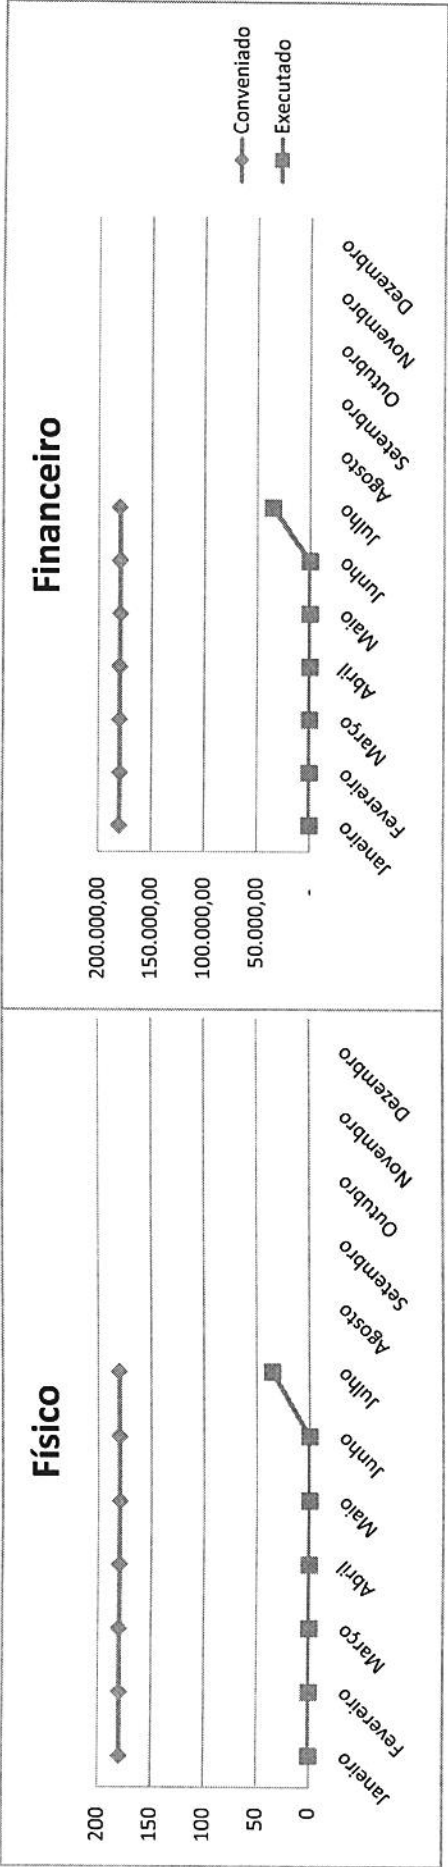 Físico
200
150
100
50
0
Janeiro
Fevereiro
Março
Abril
Maio
Junho
Julho
Agosto
Setembro
Outubro
Novembro
Dezembro
Financeiro
200.000,00
150.000,00
100.000,00
50.000,00
-
Janeiro
Fevereiro
Março
Abril
Maio
Junho
Julho
Agosto
Setembro
Outubro
Novembro
Dezembro
Conveniado
Executado